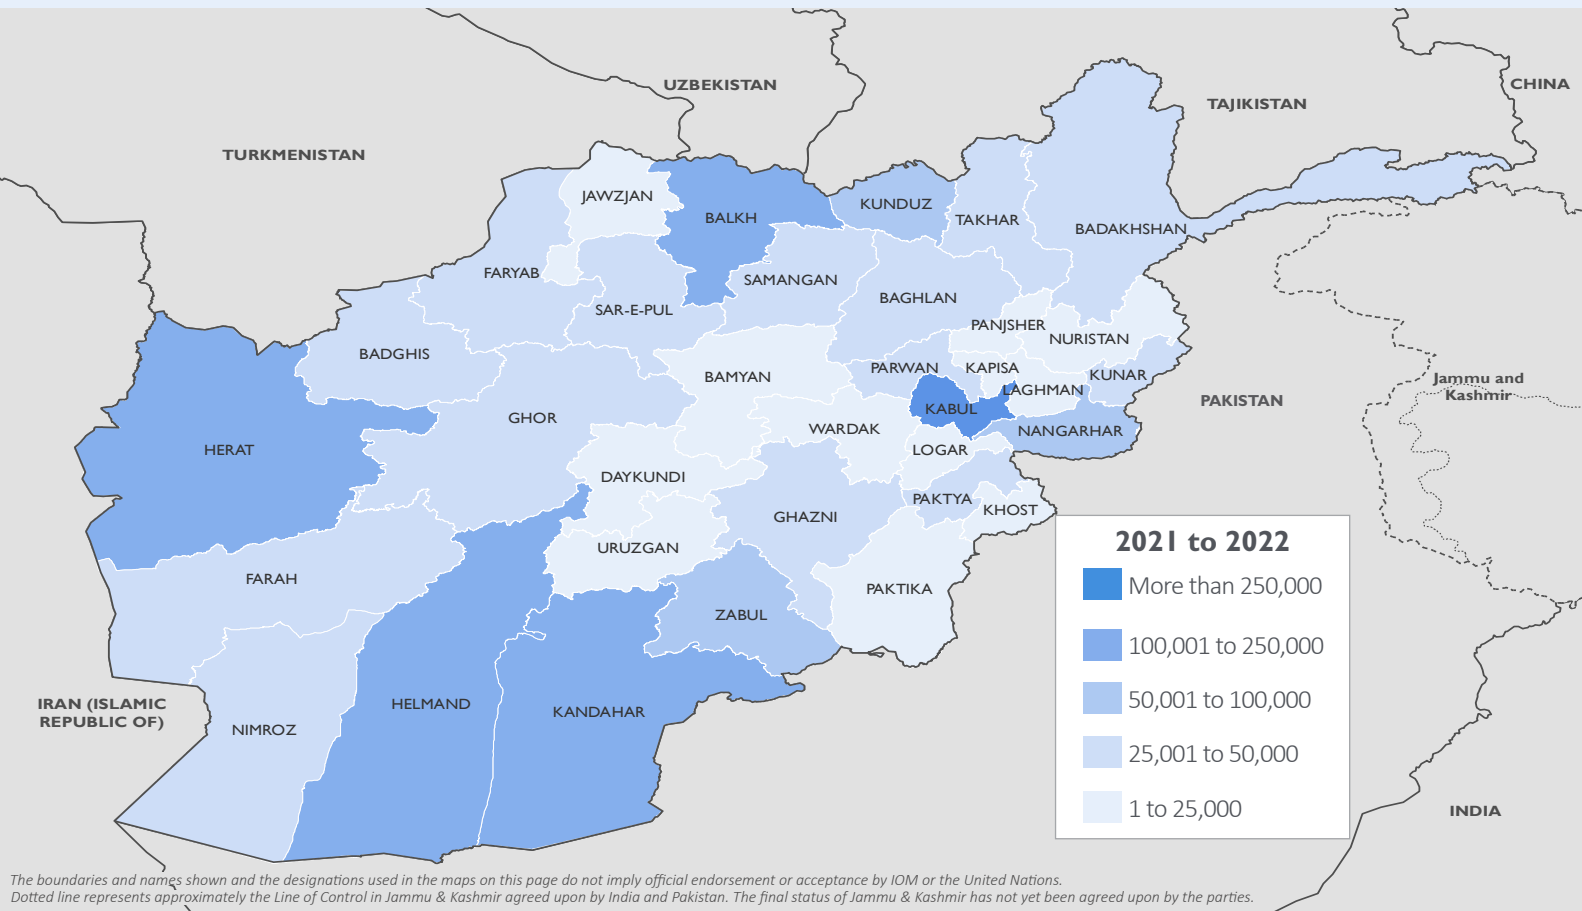 UZBEKISTAN
CHINA
TAJIKISTAN
TURKMENISTAN
JAWZJAN
KUNDUZ
BALKH
TAKHAR
BADAKHSHAN
FARYAB
SAMANGAN
BAGHLAN
SAR-E-PUL
PANJSHER
NURISTAN
BADGHIS
PARWAN
KAPISA
KUNAR
BAMYAN
LAGHMAN
Jammu and
Kashmir
PAKISTAN
KABUL
GHOR
WARDAK
NANGARHAR
HERAT
LOGAR
DAYKUNDI
PAKTYA
KHOST
GHAZNI
URUZGAN
FARAH
PAKTIKA
ZABUL
2021 to 2022
More than 250,000
100,001 to 250,000
50,001 to 100,000
25,001 to 50,000
1 to 25,000
IRAN (ISLAMIC
REPUBLIC OF)
HELMAND
KANDAHAR
NIMROZ
INDIA
The boundaries and names shown and the designations used in the maps on this page do not imply official endorsement or acceptance by IOM or the United Nations.
Dotted line represents approximately the Line of Control in Jammu & Kashmir agreed upon by India and Pakistan. The final status of Jammu & Kashmir has not yet been agreed upon by the parties.